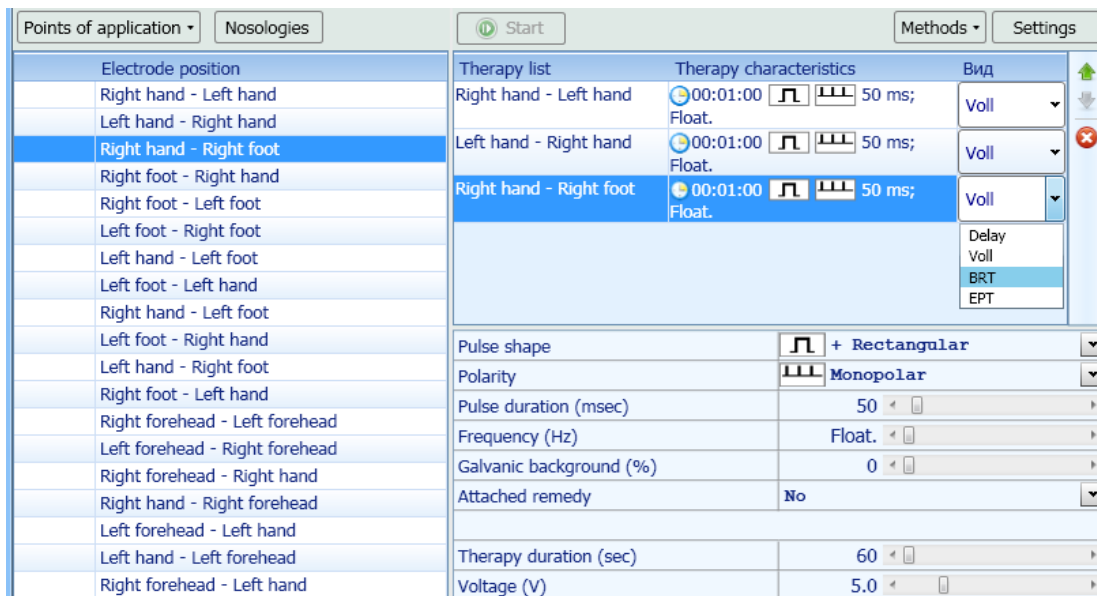 Points of application
Nosologies
Start
Methods
Settings
Electrode position
Right hand - Left hand
Left hand - Right hand
Right hand - Right foot
Right foot - Right hand
Right foot - Left foot
Left foot - Right foot
Left hand - Left foot
Left foot - Left hand
Right hand - Left foot
Left foot - Right hand
Left hand - Right foot
Right foot - Left hand
Right forehead - Left forehead
Left forehead - Right forehead
Right forehead - Right hand
Right hand - Right forehead
Left forehead - Left hand
Left hand - Left forehead
Right forehead - Left hand
Therapy list Therapy characteristics Вид
Right hand - Left hand 00:01:00 50 ms; Voll
Float.
Left hand - Right hand 00:01:00 50 ms; Voll
Float.
Right hand - Right foot 00:01:00 50 ms; Voll
Float.
Delay
Voll
BRT
EPT
Pulse shape + Rectangular
Polarity Monopolar
Pulse duration (msec) 50
Frequency (Hz) Float.
Galvanic background (%) 0
Attached remedy No
Therapy duration (sec) 60
Voltage (V) 5.0